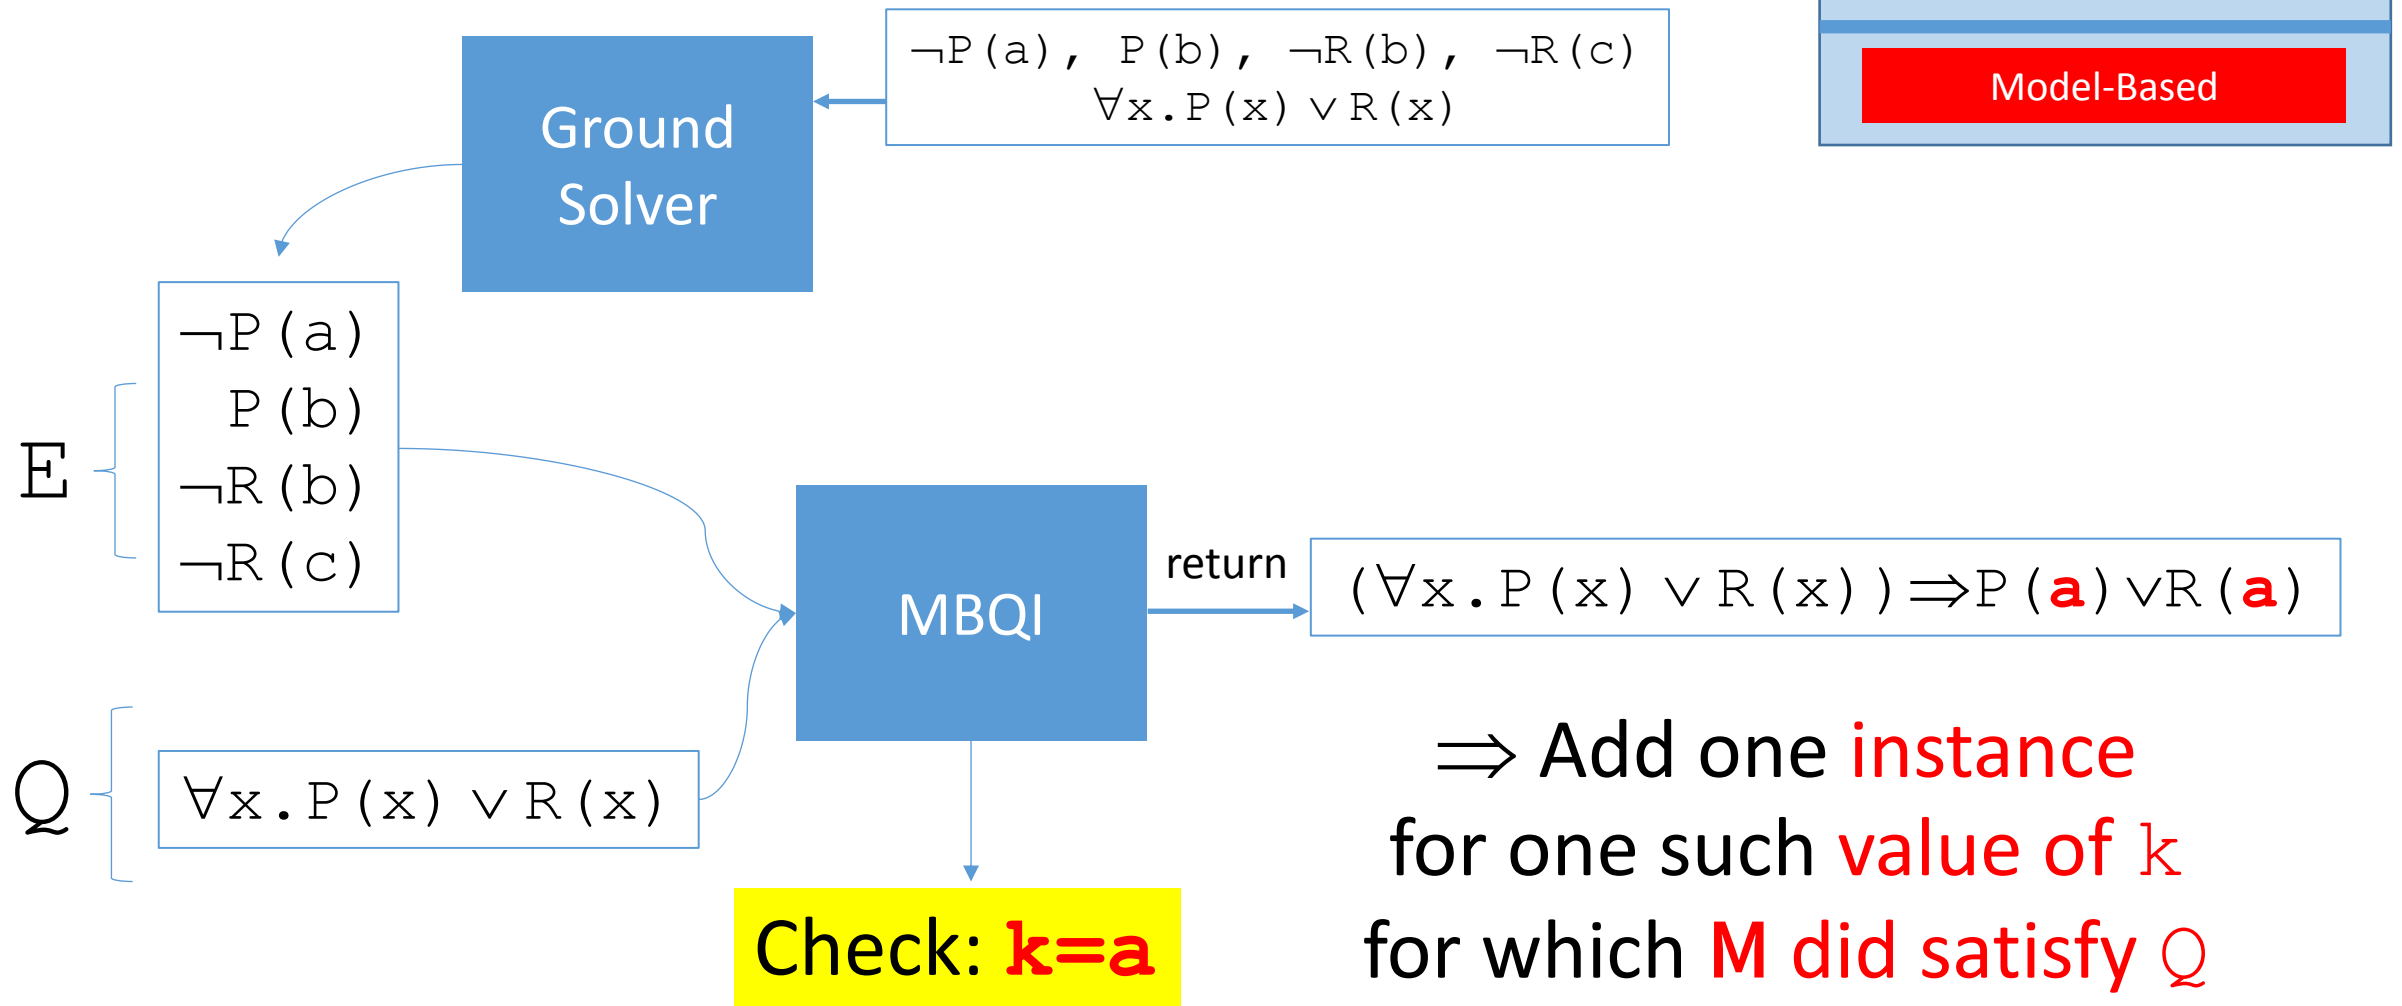 ¬P(a), P(b), ¬R(b), ¬R(c)
∀x.P(x)∨R(x)
Model-Based
Ground
Solver
¬P(a)
P(b)
¬R(b)
¬R(c)
E
MBQI
return
(∀x.P(x)∨R(x))⇒P(a)∨R(a)
Q
∀x.P(x)∨R(x)
⇒ Add one instance
for one such value of k
for which M did satisfy Q
Check: k=a